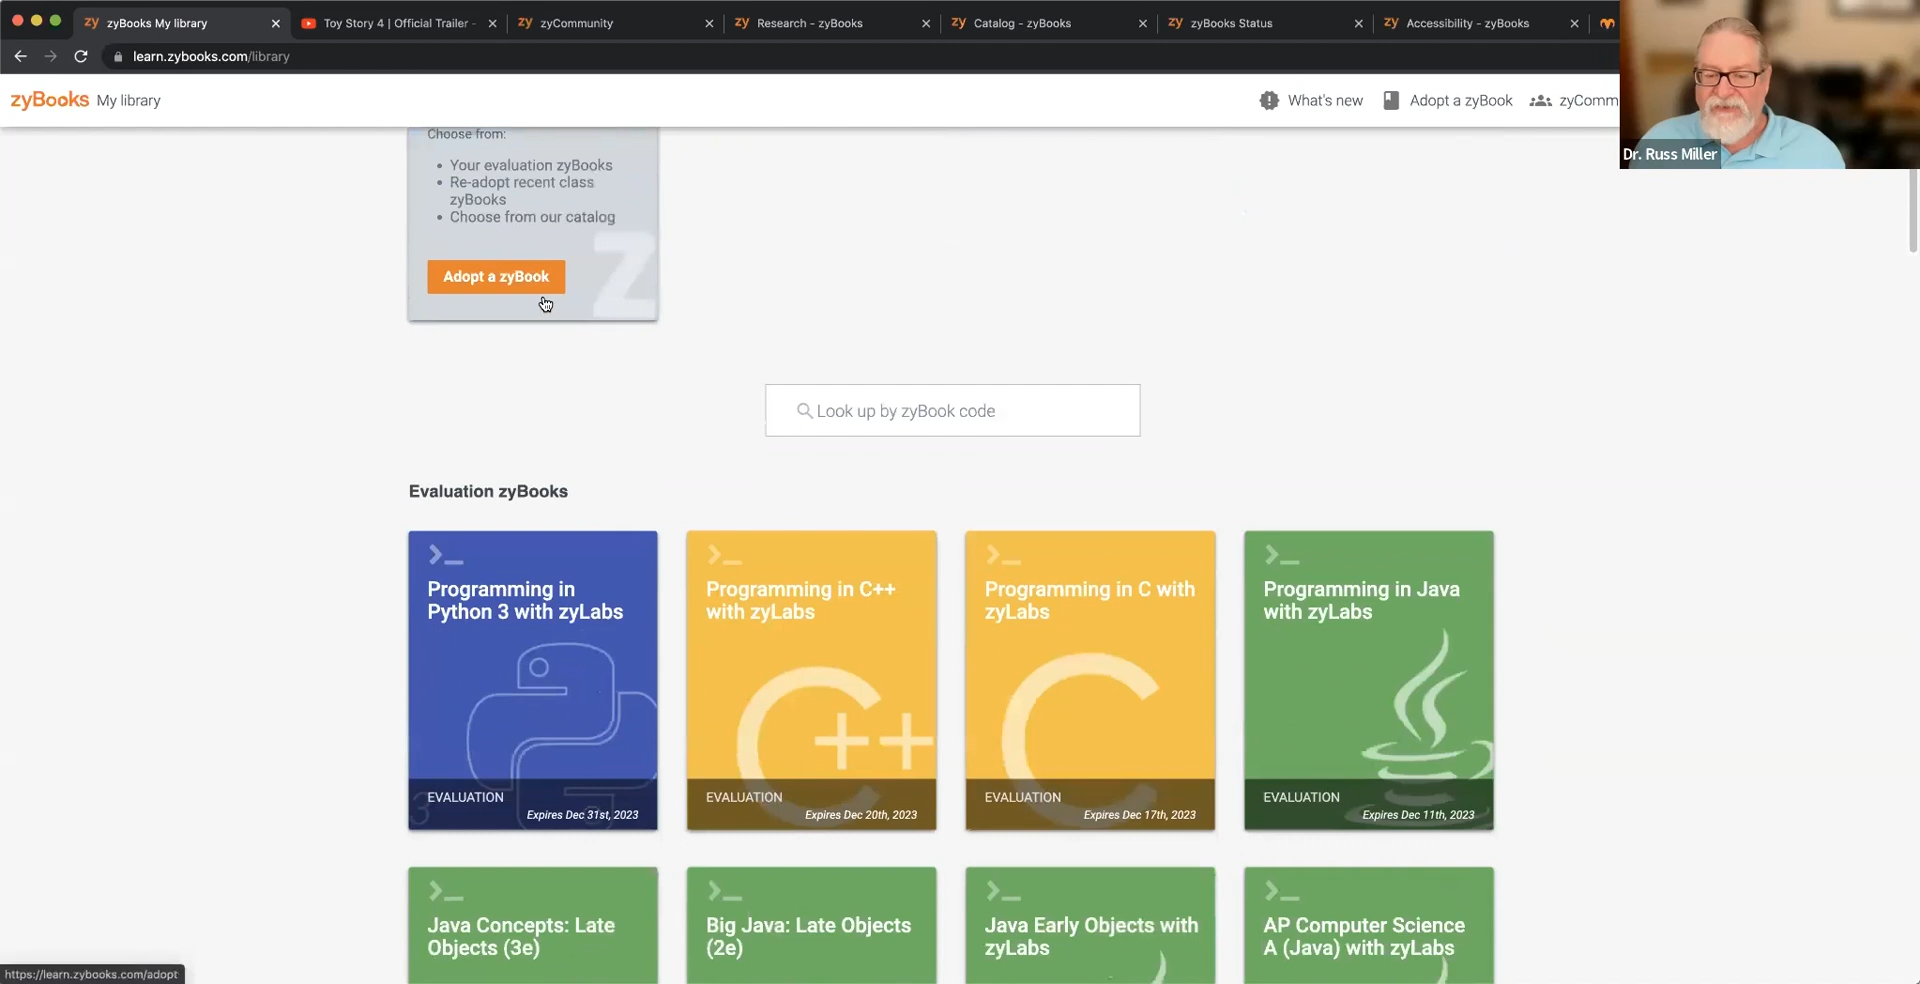 zyBooks My library
Toy Story 4 | Official Trailer -
zyCommunity
Research - zyBooks
Catalog - zyBooks
zyBooks Status
Accessibility - zyBooks
learn.zybooks.com/library
zyBooks My library
What's new
Adopt a zyBook
zyComm
Dr. Russ Miller
Choose from:
• Your evaluation zyBooks
• Re-adopt recent class
zyBooks
• Choose from our catalog
Adopt a zyBook
Look up by zyBook code
Evaluation zyBooks
Programming in
Python 3 with zyLabs
EVALUATION
Expires Dec 31st, 2023
Programming in C++
with zyLabs
C++
EVALUATION
Expires Dec 20th, 2023
Programming in C with
zyLabs
C
EVALUATION
Expires Dec 17th, 2023
Programming in Java
with zyLabs
EVALUATION
Expires Dec 11th, 2023
Java Concepts: Late
Objects (3e)
Big Java: Late Objects
(2e)
Java Early Objects with
zyLabs
AP Computer Science
A (Java) with zyLabs
https://learn.zybooks.com/adopt